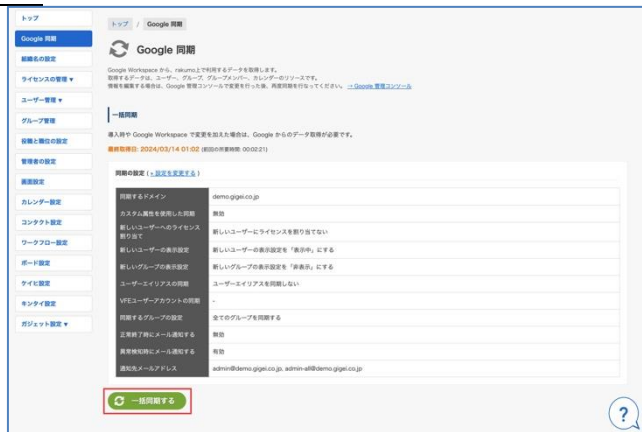 トップ
Google 同期
組織名の設定
ライセンスの管理 ▼
ユーザー管理 ▼
グループ管理
役職と職位の設定
管理者の設定
画面設定
カレンダー設定
コンタクト設定
ワークフロー設定
ボード設定
ケイヒ設定
キンタイ設定
ガジェット設定 ▼
トップ / Google 同期
Google 同期
Google Workspace から、rakumo上で利用するデータを取得します。
取得するデータは、ユーザー、グループ、グループメンバー、カレンダーのリソースです。
情報を編集する場合は、Google 管理コンソールで変更を行った後、再度同期を行なってください。 → Google 管理コンソール
一括同期
導入時や Google Workspace で変更を加えた場合は、Google からのデータ取得が必要です。
最終取得日: 2024/03/14 01:02 (前回の所要時間: 00:02:21)
同期の設定 ( » 設定を変更する )
同期するドメイン demo.gigei.co.jp
カスタム属性を使用した同期 無効
新しいユーザーへのライセンス割り当て 新しいユーザーにライセンスを割り当てない
新しいユーザーの表示設定 新しいユーザーの表示設定を「表示中」にする
新しいグループの表示設定 新しいグループの表示設定を「非表示」にする
ユーザーエイリアスの同期 ユーザーエイリアスを同期しない
VFEユーザーアカウントの同期 -
同期するグループの設定 全てのグループを同期する
正常終了時にメール通知する 無効
異常検知時にメール通知する 有効
通知先メールアドレス admin@demo.gigei.co.jp, admin-all@demo.gigei.co.jp
一括同期する
?